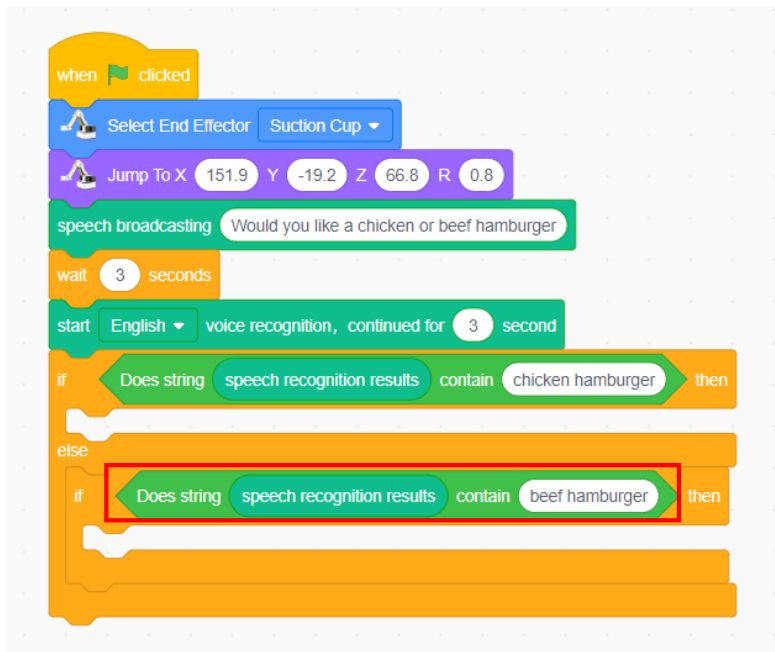 when clicked
Select End Effector Suction Cup
Jump To X 151.9 Y -19.2 Z 66.8 R 0.8
speech broadcasting Would you like a chicken or beef hamburger
wait 3 seconds
start English voice recognition, continued for 3 second
if Does string speech recognition results contain chicken hamburger then
else
if Does string speech recognition results contain beef hamburger then